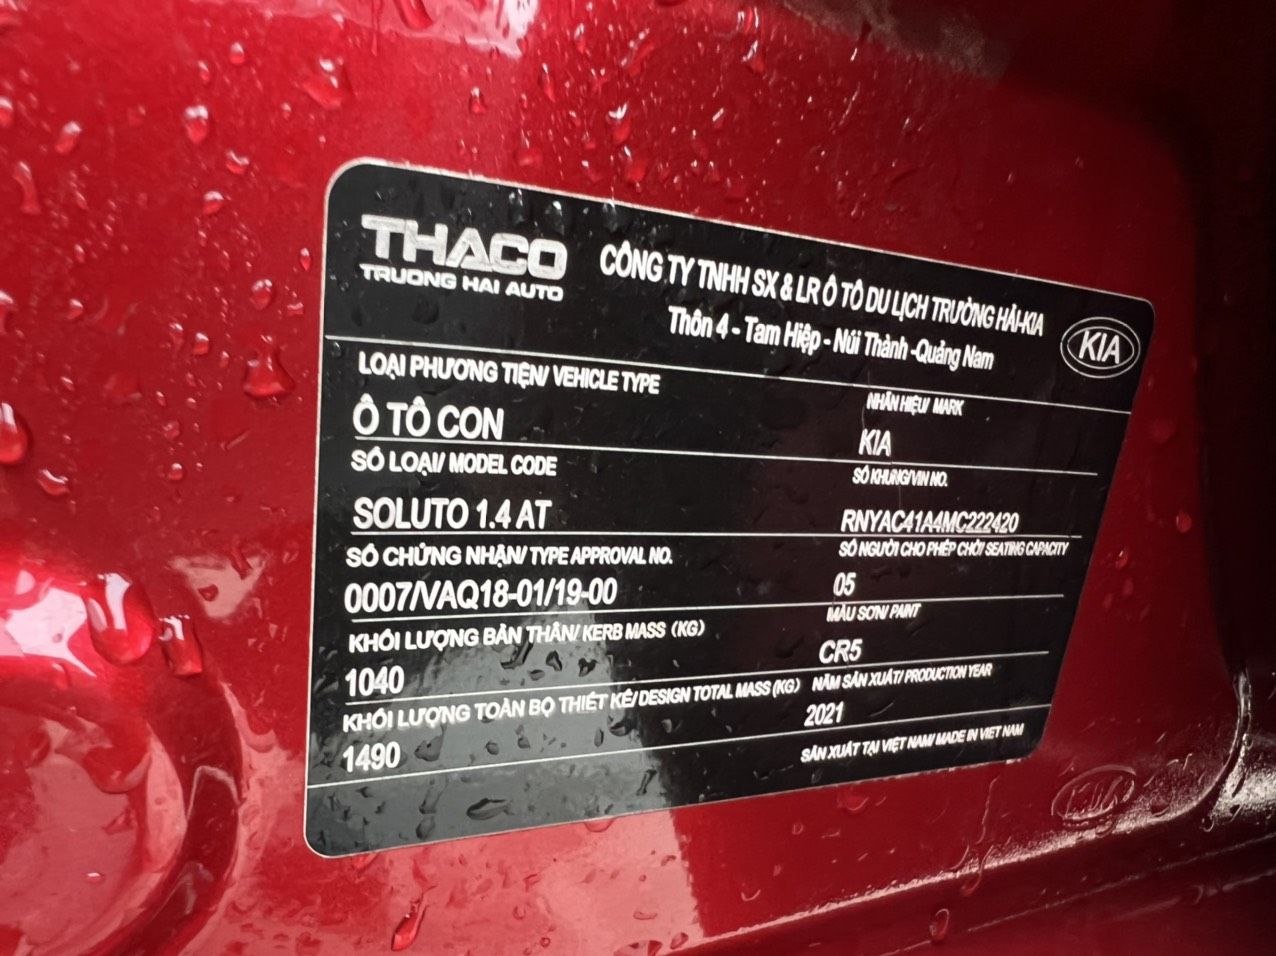 THACO
TRUONG HAI AUTO
CÔNG TY TNHH SX & LR Ô TÔ DU LỊCH TRƯỜNG HẢI-KIA
Thôn 4 - Tam Hiệp - Núi Thành -Quảng Nam
KIA
LOẠI PHƯƠNG TIỆN/ VEHICLE TYPE
Ô TÔ CON
NHÃN HIỆU/ MARK
KIA
SỐ LOẠI/ MODEL CODE
SOLUTO 1.4 AT
SỐ KHUNG/VIN NO.
RNYAC41A4MC222420
SỐ CHỨNG NHẬN/ TYPE APPROVAL NO.
0007/VAQ18-01/19-00
SỐ NGƯỜI CHO PHÉP CHỞ/ SEATING CAPACITY
05
KHỐI LƯỢNG BẢN THÂN/ KERB MASS (KG)
1040
MÀU SƠN/ PAINT
CR5
KHỐI LƯỢNG TOÀN BỘ THIẾT KẾ/ DESIGN TOTAL MASS (KG)
1490
NĂM SẢN XUẤT/ PRODUCTION YEAR
2021
SẢN XUẤT TẠI VIỆT NAM/ MADE IN VIET NAM
KIA